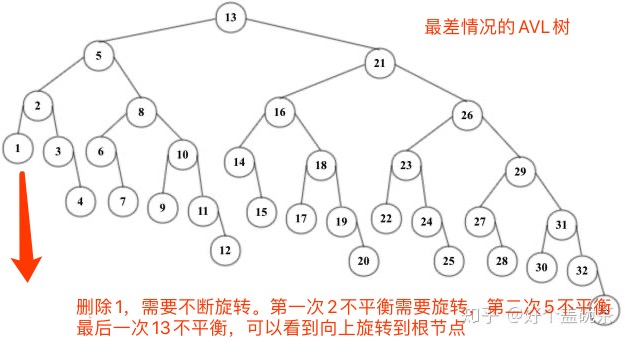 13
最差情况的AVL树
5 21
2 8 16 26
1 3 6 10 14 18 23 29
4 7 9 11 15 17 19 22 24 27 31
12 20 25 28 30 32
删除1，需要不断旋转。第一次2不平衡需要旋转，第二次5不平衡
最后一次13不平衡，可以看到向上旋转到根节点
知乎